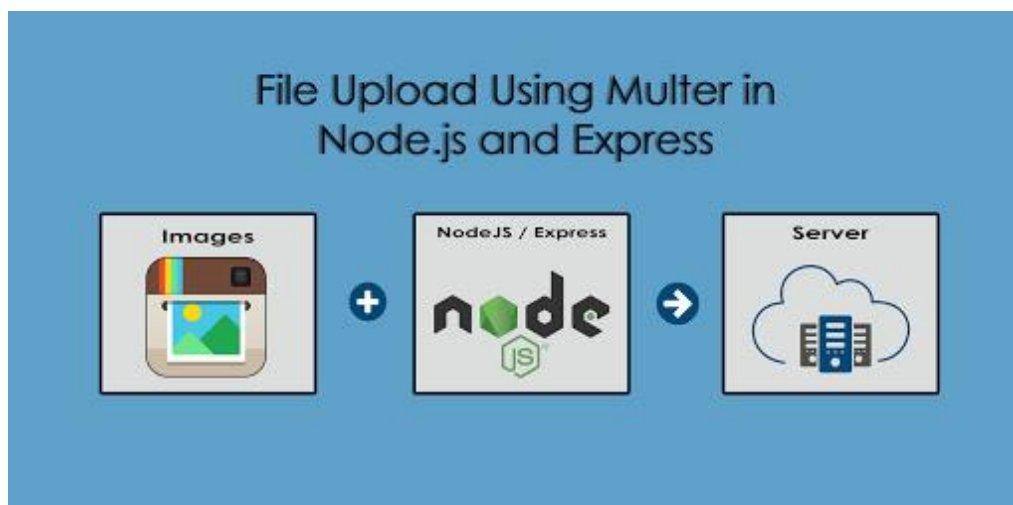 File Upload Using Multer in
Node.js and Express
Images
NodeJS / Express
Server
node
JS